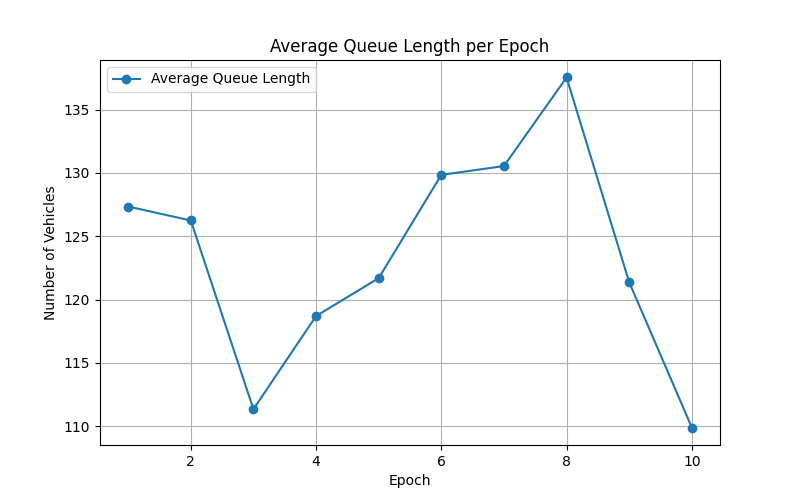 Average Queue Length per Epoch
Average Queue Length
135
130
125
120
115
110
Number of Vehicles
2 4 6 8 10
Epoch